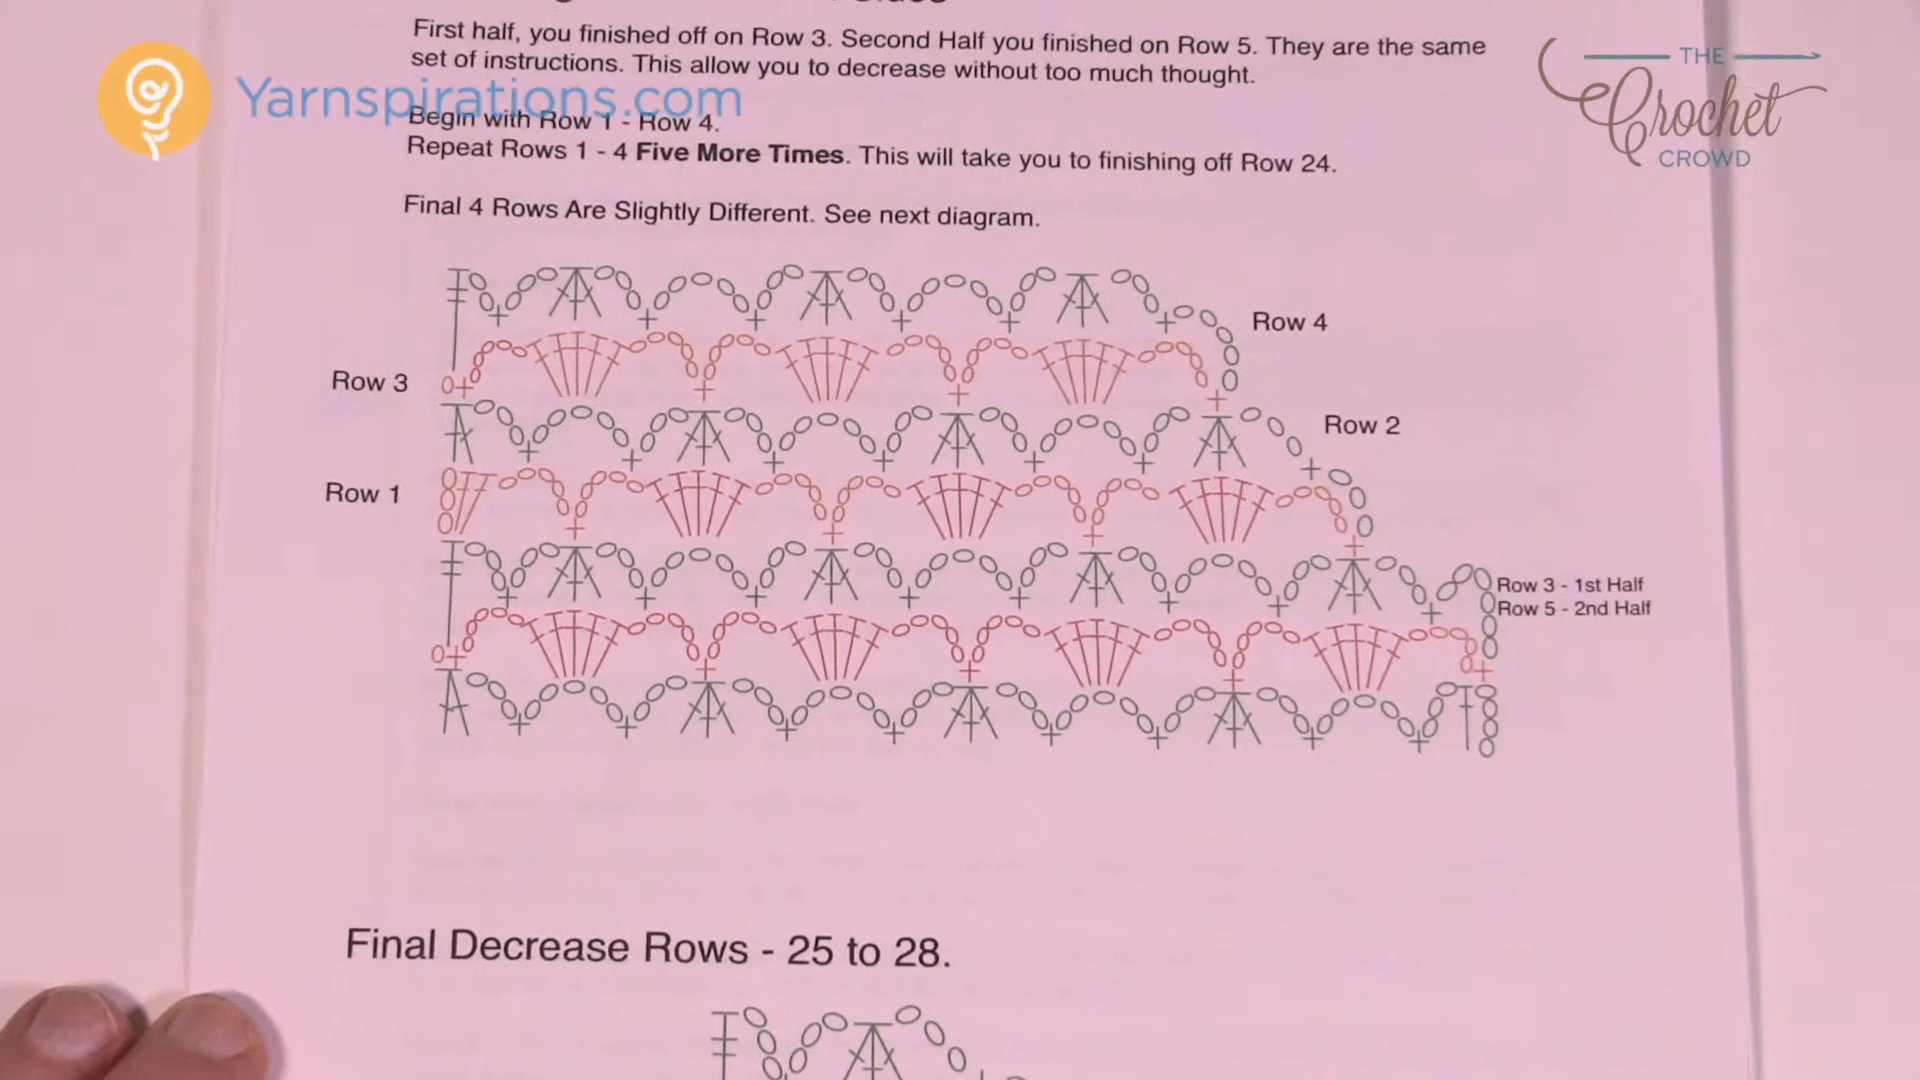 First half, you finished off on Row 3. Second Half you finished on Row 5. They are the same
set of instructions. This allow you to decrease without too much thought.
Yarnspirations.com
THE
Crochet
CROWD
Begin with Row 1 - Row 4.
Repeat Rows 1 - 4 Five More Times. This will take you to finishing off Row 24.
Final 4 Rows Are Slightly Different. See next diagram.
Row 4
Row 3
Row 2
Row 1
Row 3 - 1st Half
Row 5 - 2nd Half
Final Decrease Rows - 25 to 28.